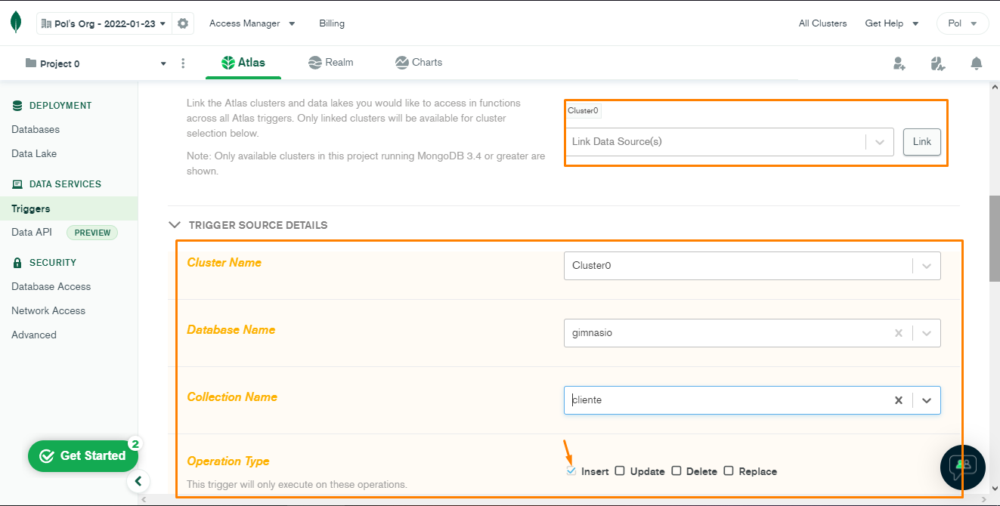 Pol's Org - 2022-01-23
Access Manager
Billing
All Clusters
Get Help
Pol
Project 0
Atlas
Realm
Charts
DEPLOYMENT
Databases
Data Lake
DATA SERVICES
Triggers
Data API PREVIEW
SECURITY
Database Access
Network Access
Advanced
Get Started
2
Link the Atlas clusters and data lakes you would like to access in functions
across all Atlas triggers. Only linked clusters will be available for cluster
selection below.
Note: Only available clusters in this project running MongoDB 3.4 or greater are
shown.
Cluster0
Link Data Source(s)
Link
TRIGGER SOURCE DETAILS
Cluster Name
Cluster0
Database Name
gimnasio
Collection Name
cliente
Operation Type
This trigger will only execute on these operations.
Insert Update Delete Replace